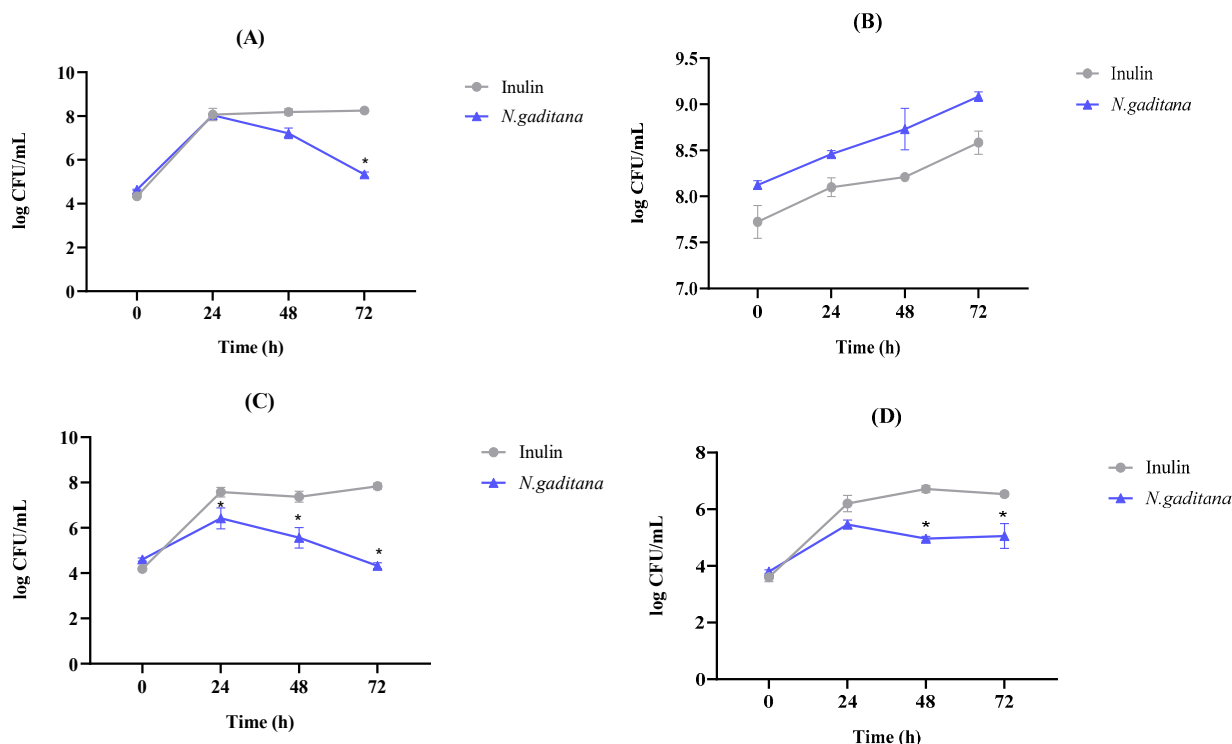 (A)
10
8
6
4
2
0
log CFU/mL
0 24 48 72
Time (h)
Inulin
N.gaditana
*
(B)
9.5
9.0
8.5
8.0
7.5
7.0
log CFU/mL
0 24 48 72
Time (h)
Inulin
N.gaditana
(C)
10
8
6
4
2
0
log CFU/mL
0 24 48 72
Time (h)
Inulin
N.gaditana
*
*
*
(D)
8
6
4
2
0
log CFU/mL
0 24 48 72
Time (h)
Inulin
N.gaditana
*
*